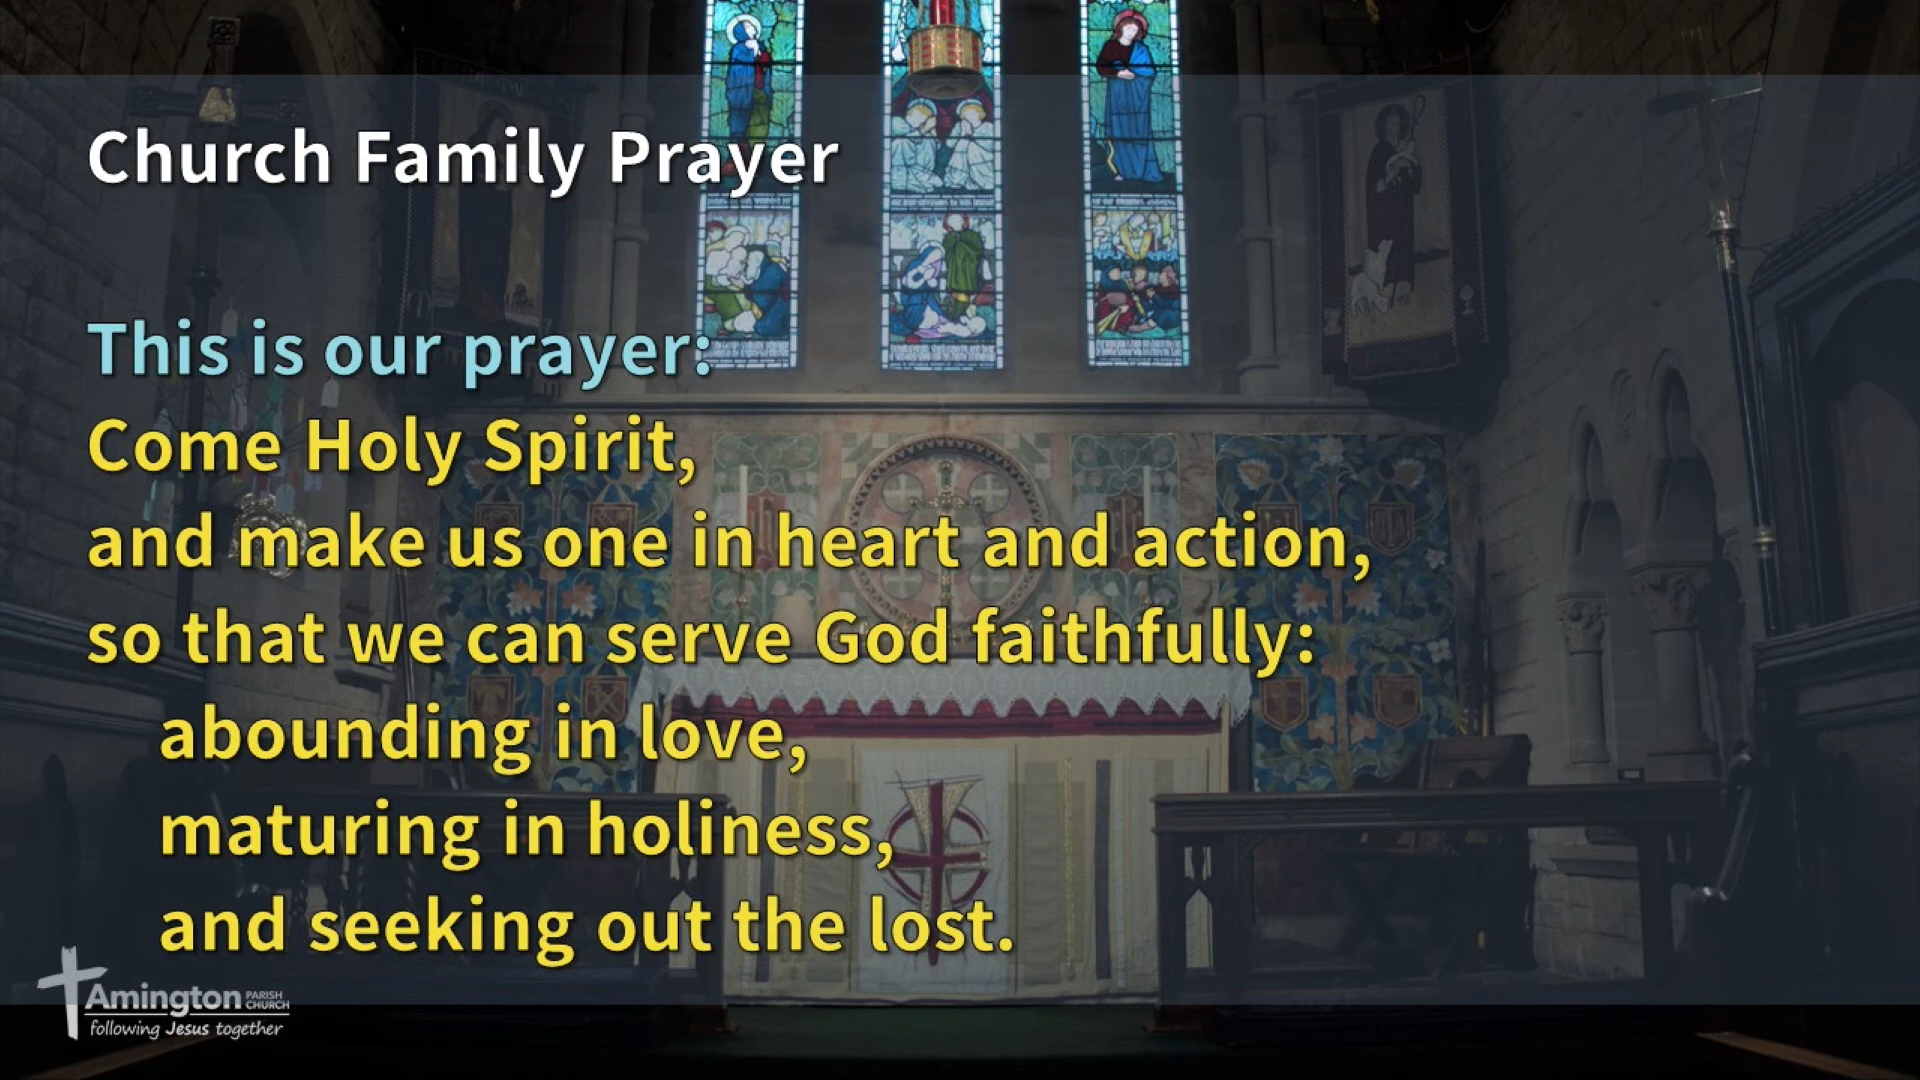 Church Family Prayer
This is our prayer:
Come Holy Spirit,
and make us one in heart and action,
so that we can serve God faithfully:
abounding in love,
maturing in holiness,
and seeking out the lost.
Amington PARISH CHURCH
following Jesus together